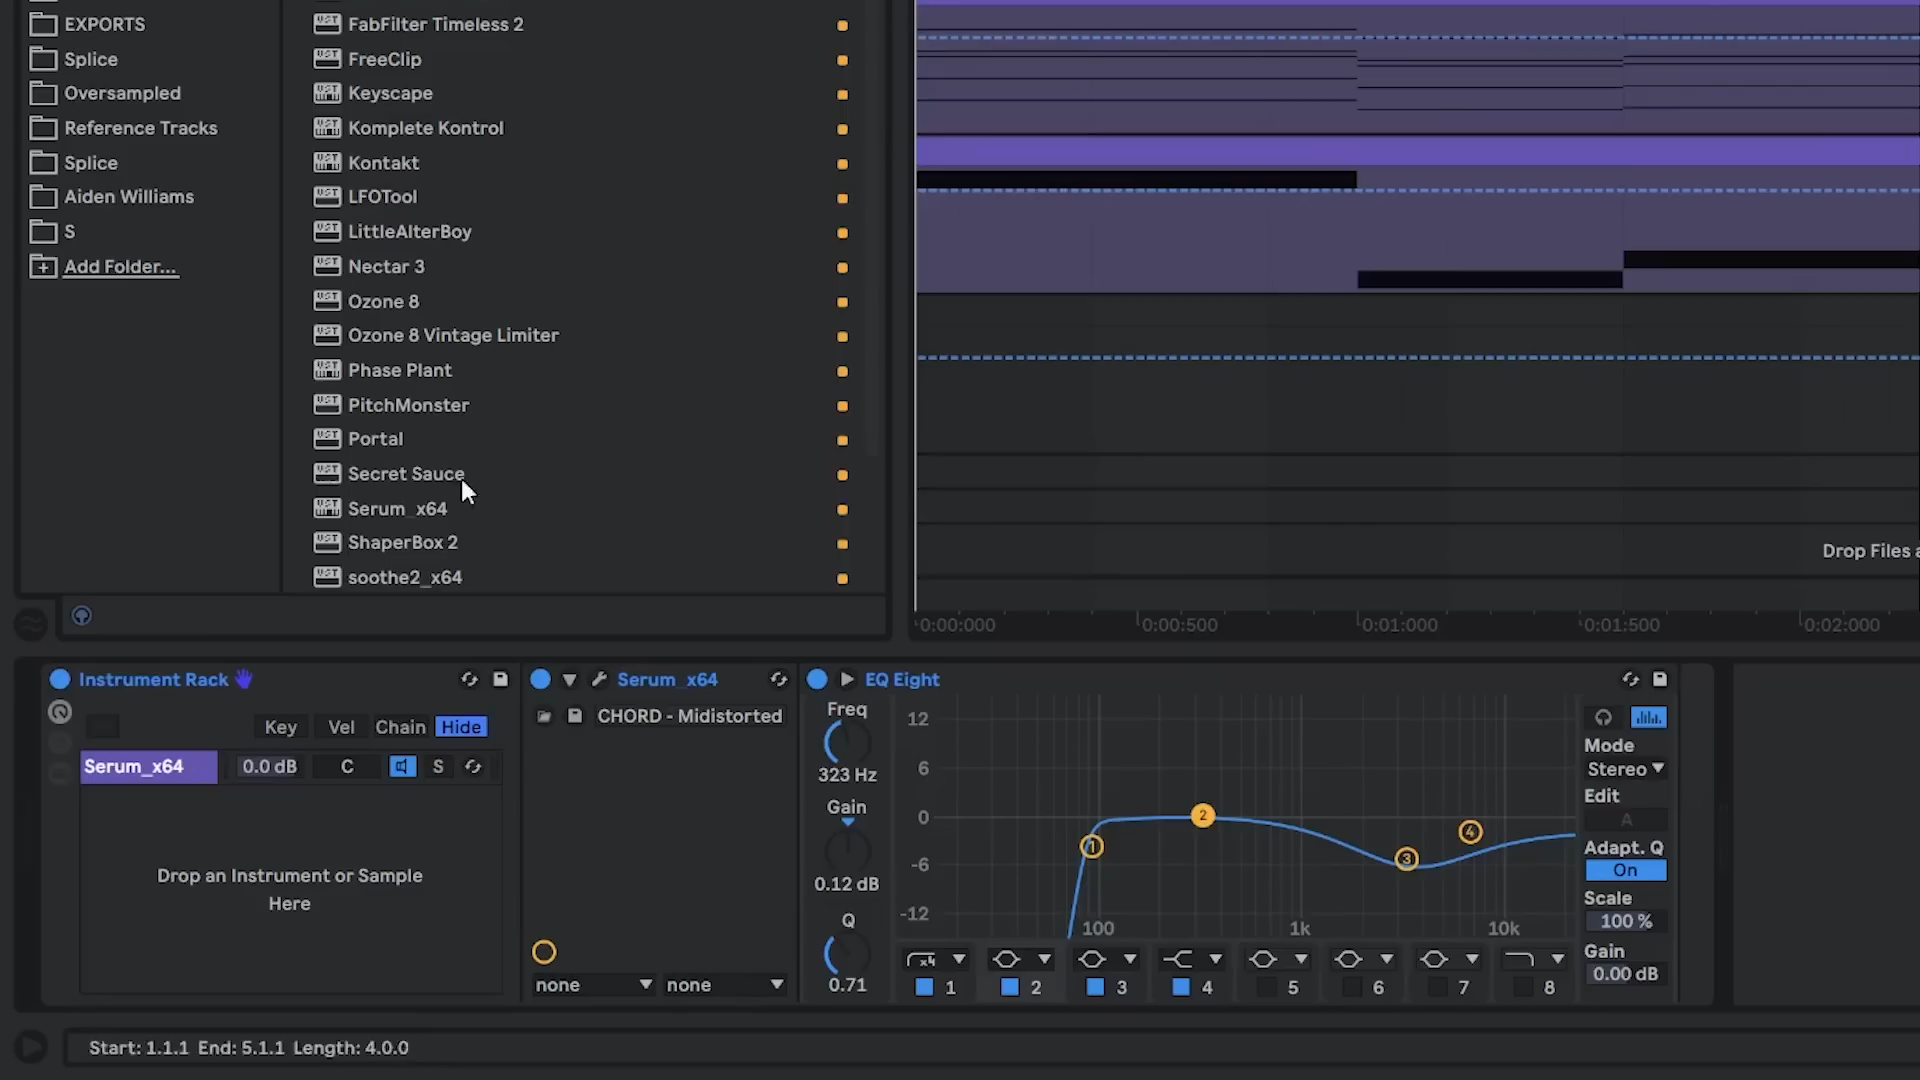 EXPORTS
Splice
Oversampled
Reference Tracks
Splice
Aiden Williams
S
Add Folder...
FabFilter Timeless 2
FreeClip
Keyscape
Komplete Kontrol
Kontakt
LFOTool
LittleAlterBoy
Nectar 3
Ozone 8
Ozone 8 Vintage Limiter
Phase Plant
PitchMonster
Portal
Secret Sauce
Serum_x64
ShaperBox 2
soothe2_x64
Drop Files a
0:00:000 0:00:500 0:01:000 0:01:500 0:02:000
Instrument Rack
Key Vel Chain Hide
Serum_x64 0.0 dB C S
Drop an Instrument or Sample
Here
Serum_x64
CHORD - Midistorted
none none
EQ Eight
Freq
323 Hz
Gain
0.12 dB
Q
0.71
12
6
0
-6
-12
100 1k 10k
1 2 3 4
x4
1 2 3 4 5 6 7 8
Mode
Stereo
Edit
A
Adapt. Q
On
Scale
100 %
Gain
0.00 dB
Start: 1.1.1 End: 5.1.1 Length: 4.0.0